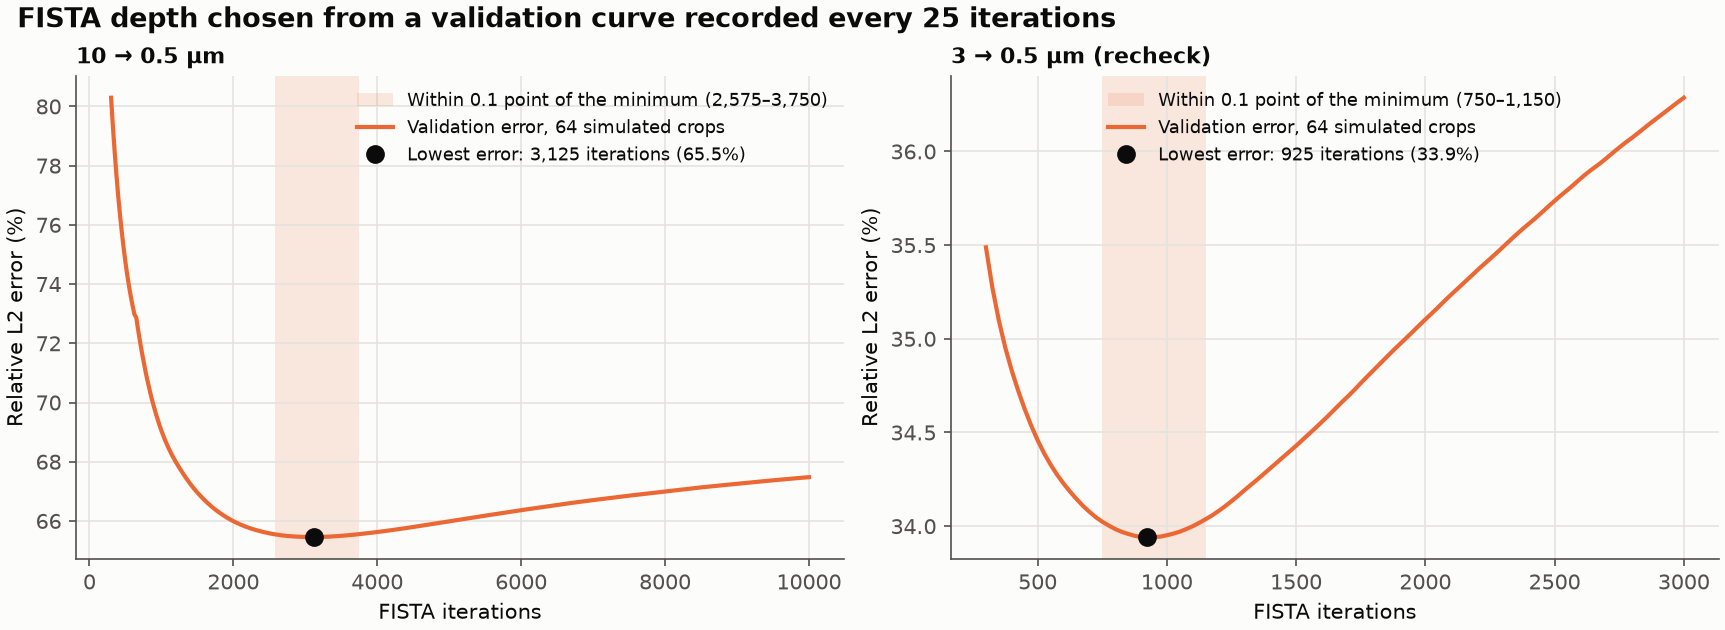 FISTA depth chosen from a validation curve recorded every 25 iterations
10 → 0.5 µm
Within 0.1 point of the minimum (2,575–3,750)
Validation error, 64 simulated crops
Lowest error: 3,125 iterations (65.5%)
Relative L2 error (%)
80
78
76
74
72
70
68
66
0 2000 4000 6000 8000 10000
FISTA iterations
3 → 0.5 µm (recheck)
Within 0.1 point of the minimum (750–1,150)
Validation error, 64 simulated crops
Lowest error: 925 iterations (33.9%)
Relative L2 error (%)
36.0
35.5
35.0
34.5
34.0
500 1000 1500 2000 2500 3000
FISTA iterations